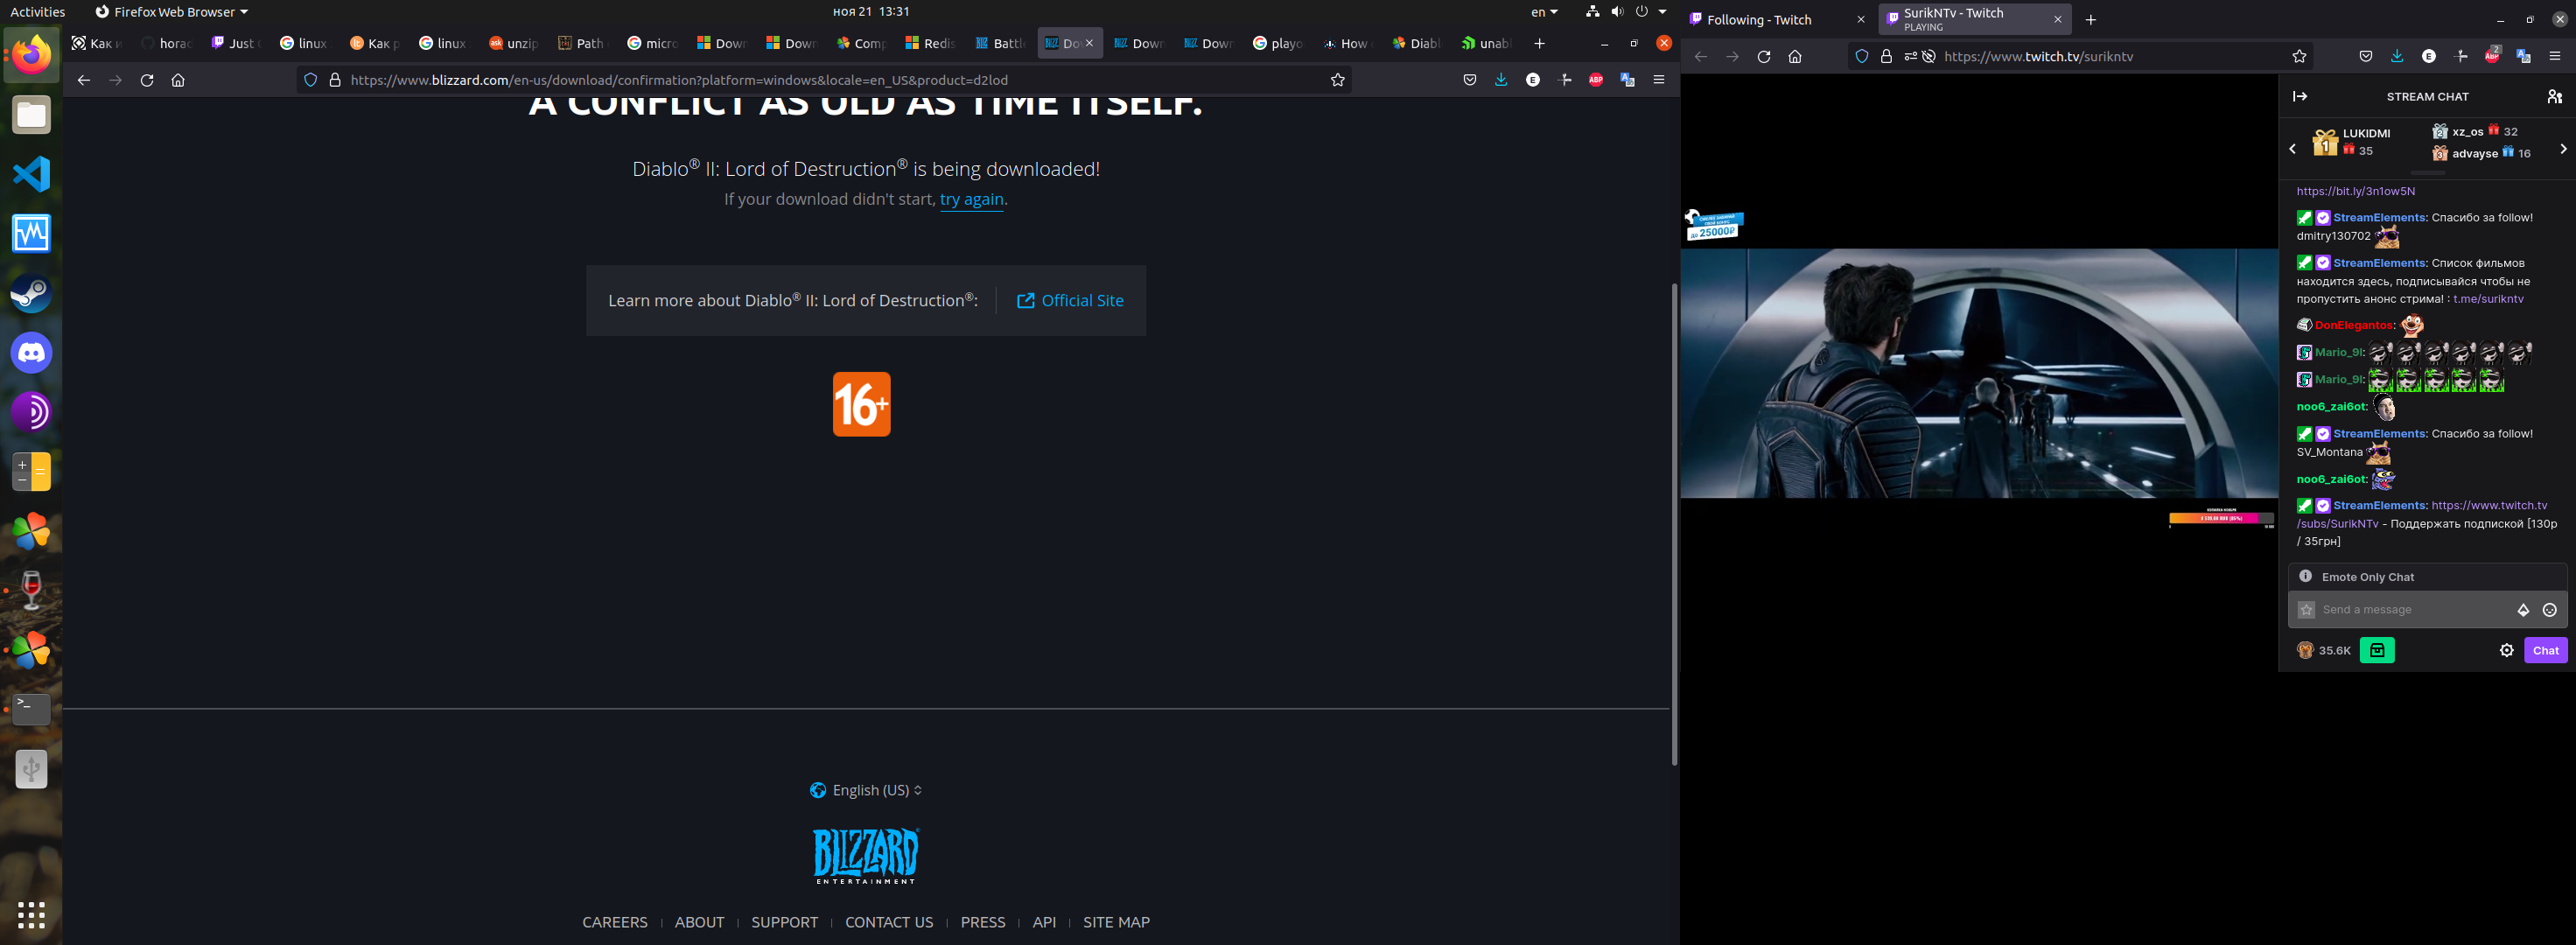 Activities
Firefox Web Browser
ноя 21 13:31
en
Как и
horad
Just C
linux
Как р
linux
unzip
Path
micro
Down
Down
Comp
Redis
Battle
Do
Down
Down
playo
How
Diabl
unabl
https://www.blizzard.com/en-us/download/confirmation?platform=windows&locale=en_US&product=d2lod
A CONFLICT AS OLD AS TIME ITSELF.
Diablo® II: Lord of Destruction® is being downloaded!
If your download didn't start, try again.
Learn more about Diablo® II: Lord of Destruction®:
Official Site
16+
English (US)
BLIZZARD
ENTERTAINMENT
CAREERS
ABOUT
SUPPORT
CONTACT US
PRESS
API
SITE MAP
Following - Twitch
SurikNTv - Twitch
PLAYING
https://www.twitch.tv/surikntv
2
ABP
STREAM CHAT
1
LUKIDMI
35
2
xz_os
32
3
advayse
16
до 25000₽
https://bit.ly/3n1ow5N
StreamElements: Спасибо за follow!
dmitry130702
StreamElements: Список фильмов
находится здесь, подписывайся чтобы не
пропустить анонс стрима! : t.me/surikntv
DonElegantos:
Mario_9l:
Mario_9l:
noo6_zai6ot:
StreamElements: Спасибо за follow!
SV_Montana
noo6_zai6ot:
StreamElements: https://www.twitch.tv
/subs/SurikNTv - Поддержать подпиской [130р
/ 35грн]
Emote Only Chat
Send a message
35.6K
Chat